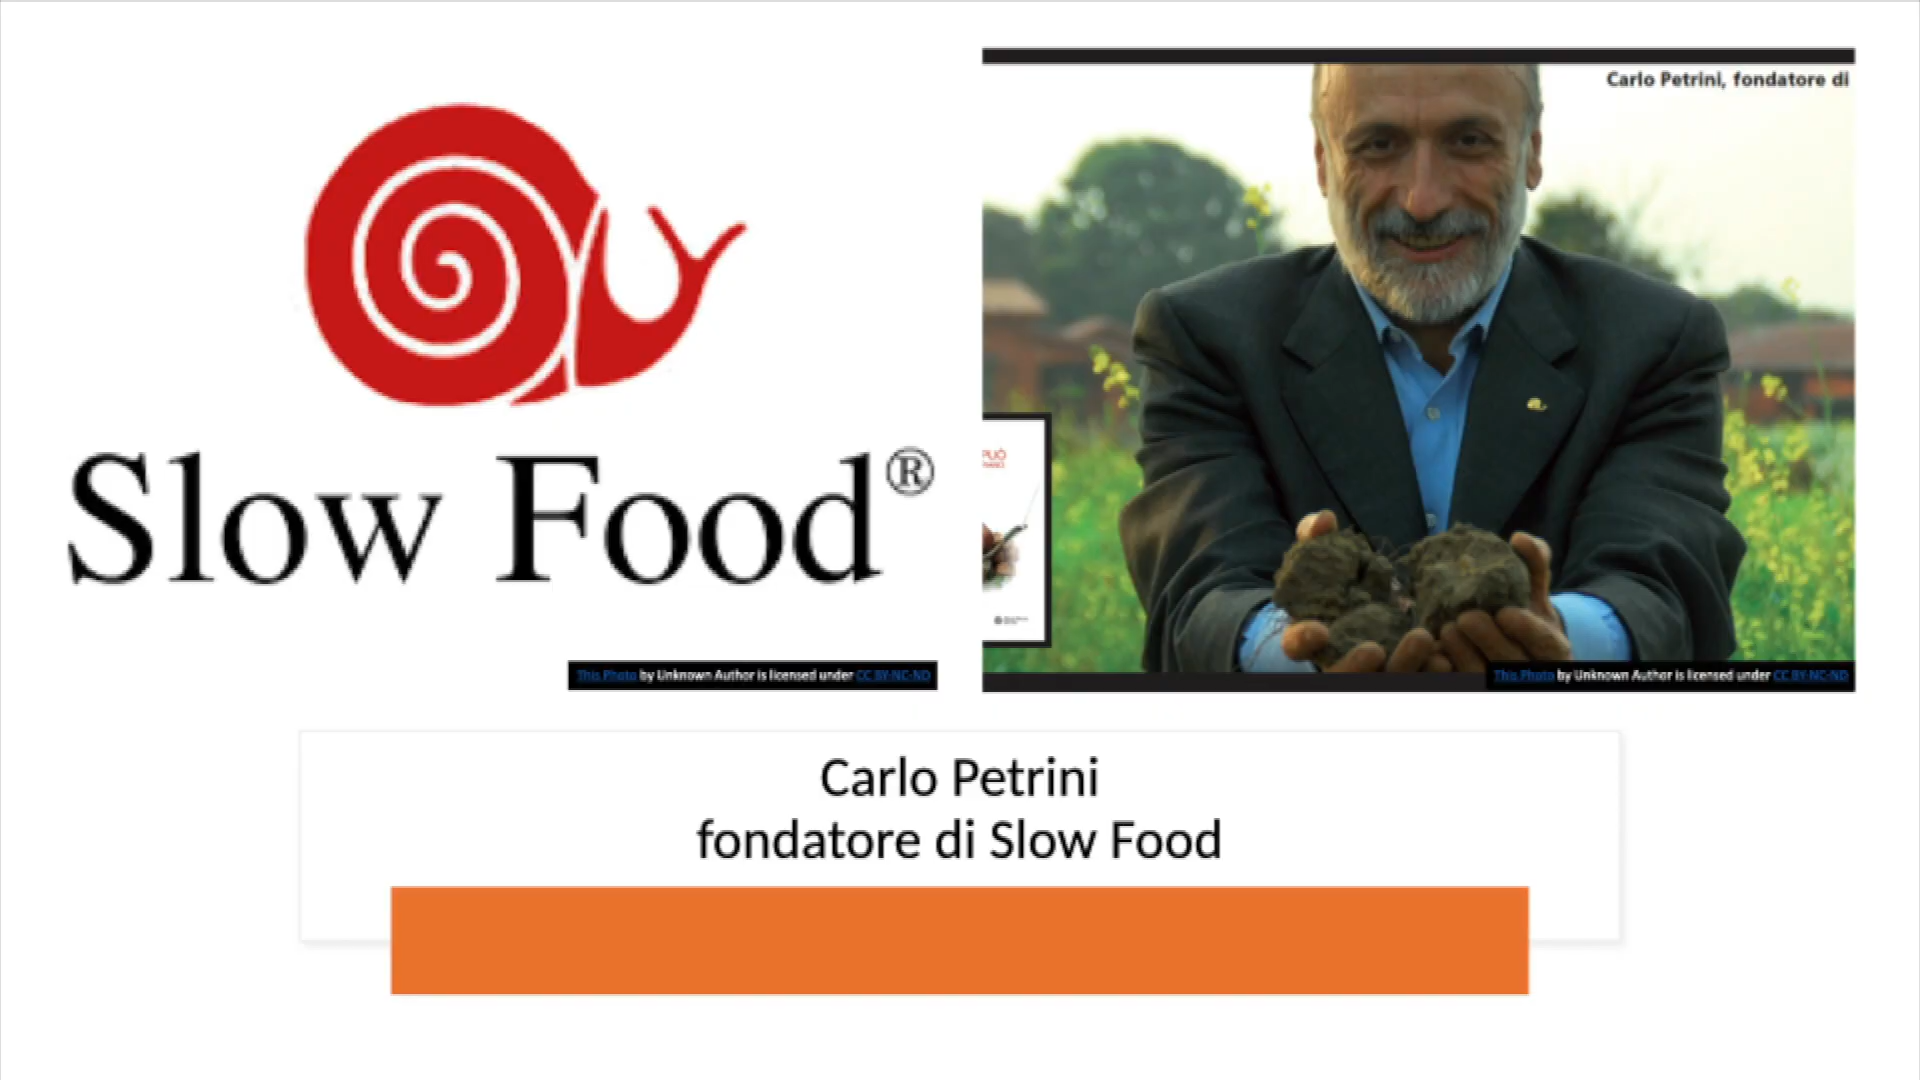 Slow Food®
Carlo Petrini, fondatore di
PUÒ
This Photo by Unknown Author is licensed under CC BY-NC-ND
This Photo by Unknown Author is licensed under CC BY-NC-ND
Carlo Petrini
fondatore di Slow Food